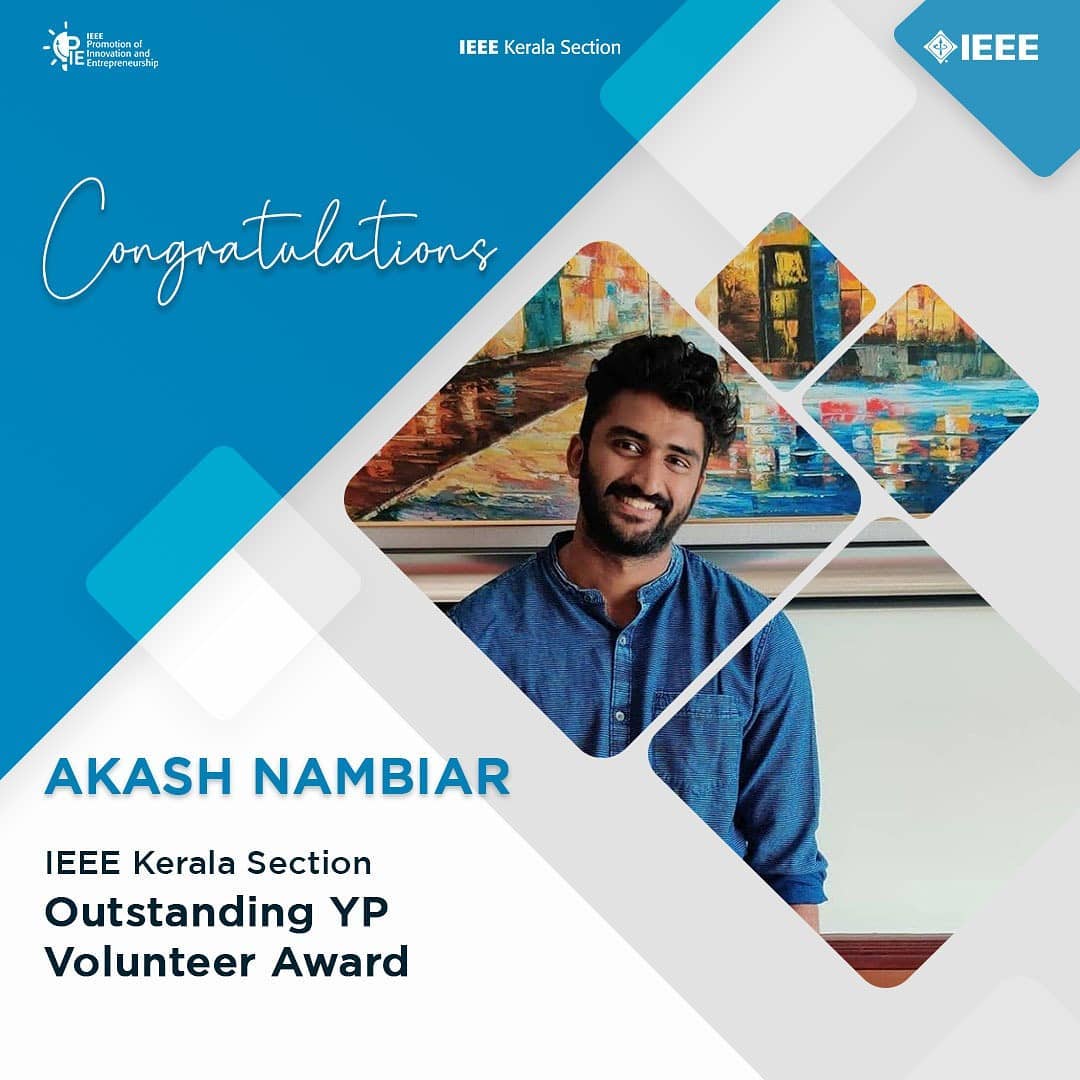 IEEE
Promotion of
PIE Innovation and
Entrepreneurship
IEEE Kerala Section
IEEE
Congratulations
AKASH NAMBIAR
IEEE Kerala Section
Outstanding YP
Volunteer Award